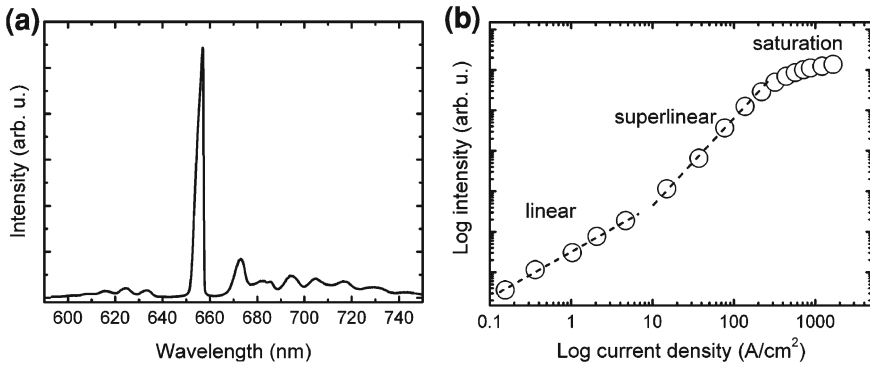 (a)
Intensity (arb. u.)
600 620 640 660 680 700 720 740
Wavelength (nm)
(b)
Log intensity (arb. u.)
saturation
superlinear
linear
0.1 1 10 100 1000
Log current density (A/cm²)